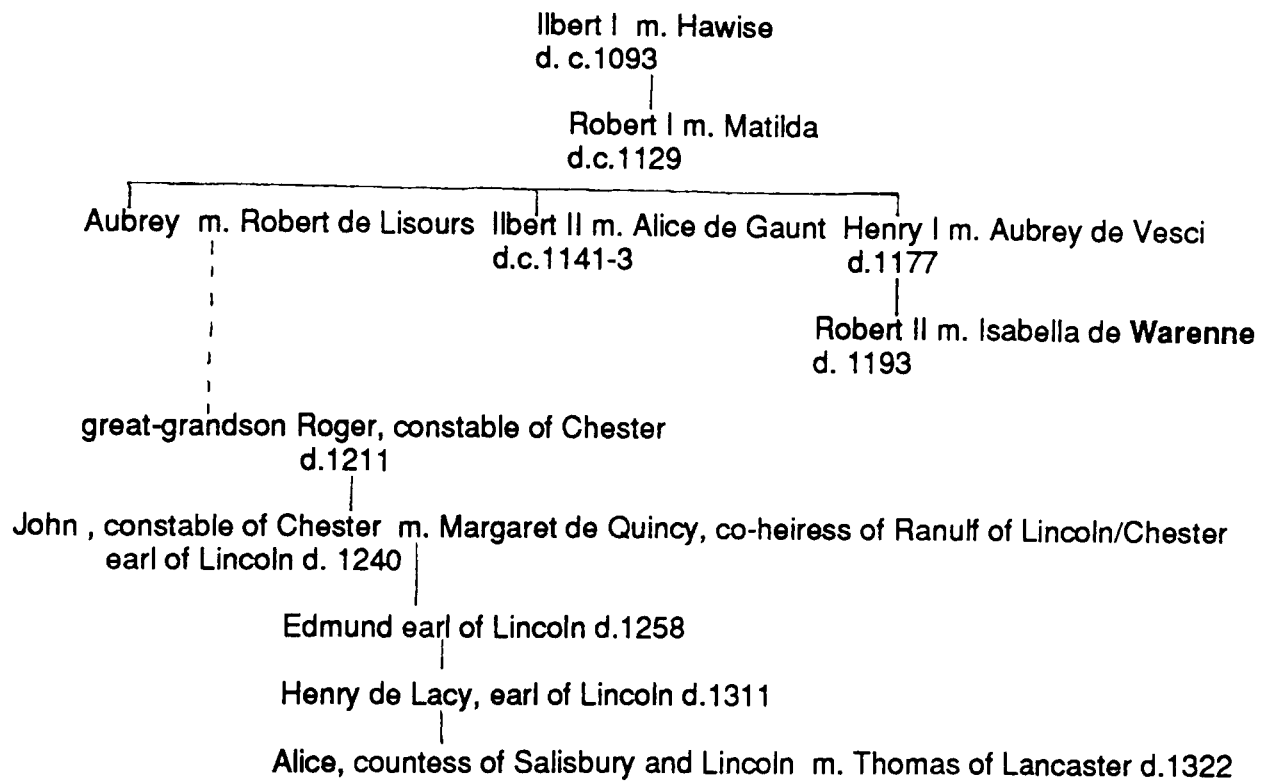 Ilbert I m. Hawise
d. c.1093
Robert I m. Matilda
d.c.1129
Aubrey m. Robert de Lisours Ilbert II m. Alice de Gaunt Henry I m. Aubrey de Vesci
d.c.1141-3 d.1177
Robert II m. Isabella de Warenne
d. 1193
great-grandson Roger, constable of Chester
d.1211
John , constable of Chester m. Margaret de Quincy, co-heiress of Ranulf of Lincoln/Chester
earl of Lincoln d. 1240
Edmund earl of Lincoln d.1258
Henry de Lacy, earl of Lincoln d.1311
Alice, countess of Salisbury and Lincoln m. Thomas of Lancaster d.1322